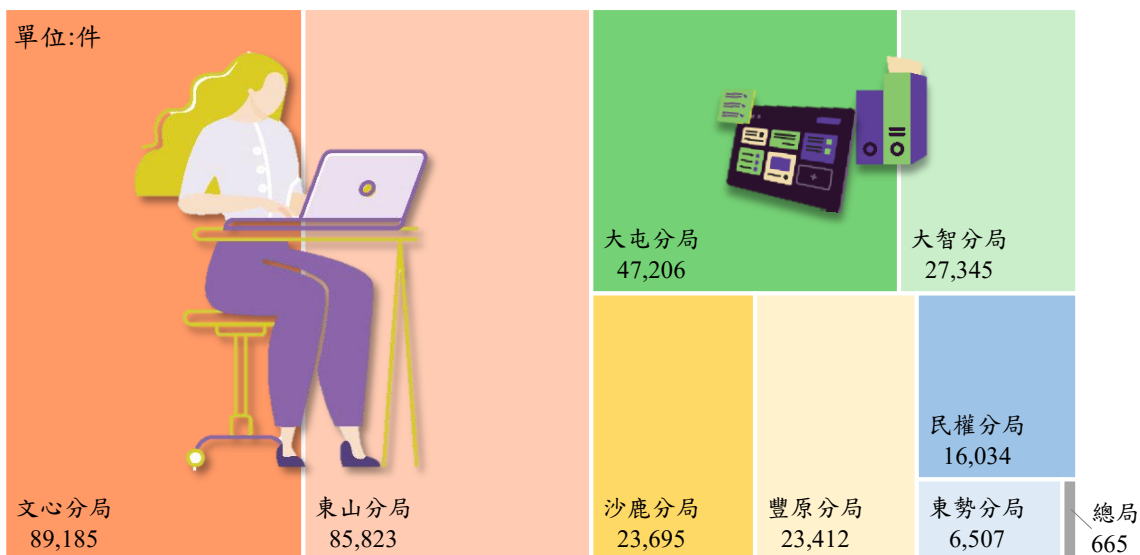 單位:件
文心分局
89,185
東山分局
85,823
大屯分局
47,206
大智分局
27,345
沙鹿分局
23,695
豐原分局
23,412
民權分局
16,034
東勢分局
6,507
總局
665